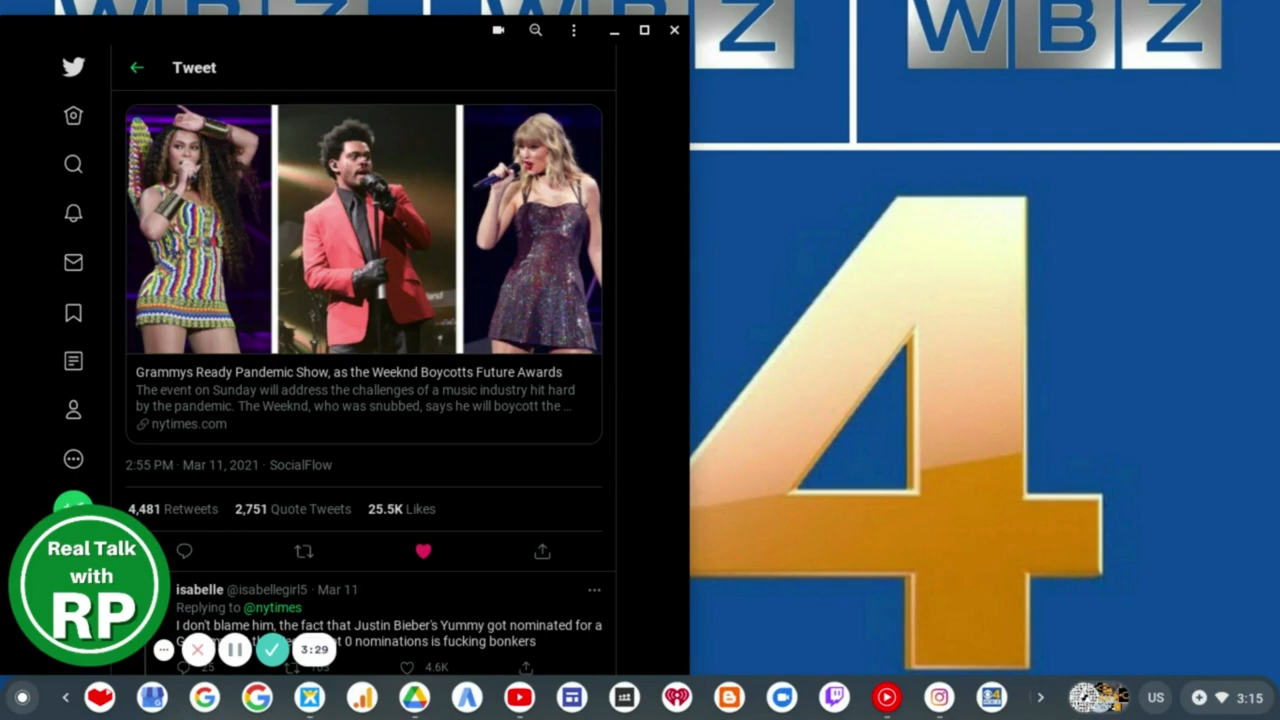 WBZ
Z
WBZ
Tweet
Grammys Ready Pandemic Show, as the Weeknd Boycotts Future Awards
The event on Sunday will address the challenges of a music industry hit hard
by the pandemic. The Weeknd, who was snubbed, says he will boycott the ...
nytimes.com
2:55 PM · Mar 11, 2021 · SocialFlow
4,481 Retweets 2,751 Quote Tweets 25.5K Likes
isabelle @isabellegirl5 · Mar 11
Replying to @nytimes
I don't blame him, the fact that Justin Bieber's Yummy got nominated for a
0 nominations is fucking bonkers
25 103 4.6K
Real Talk
with
RP
3:29
4
US
3:15